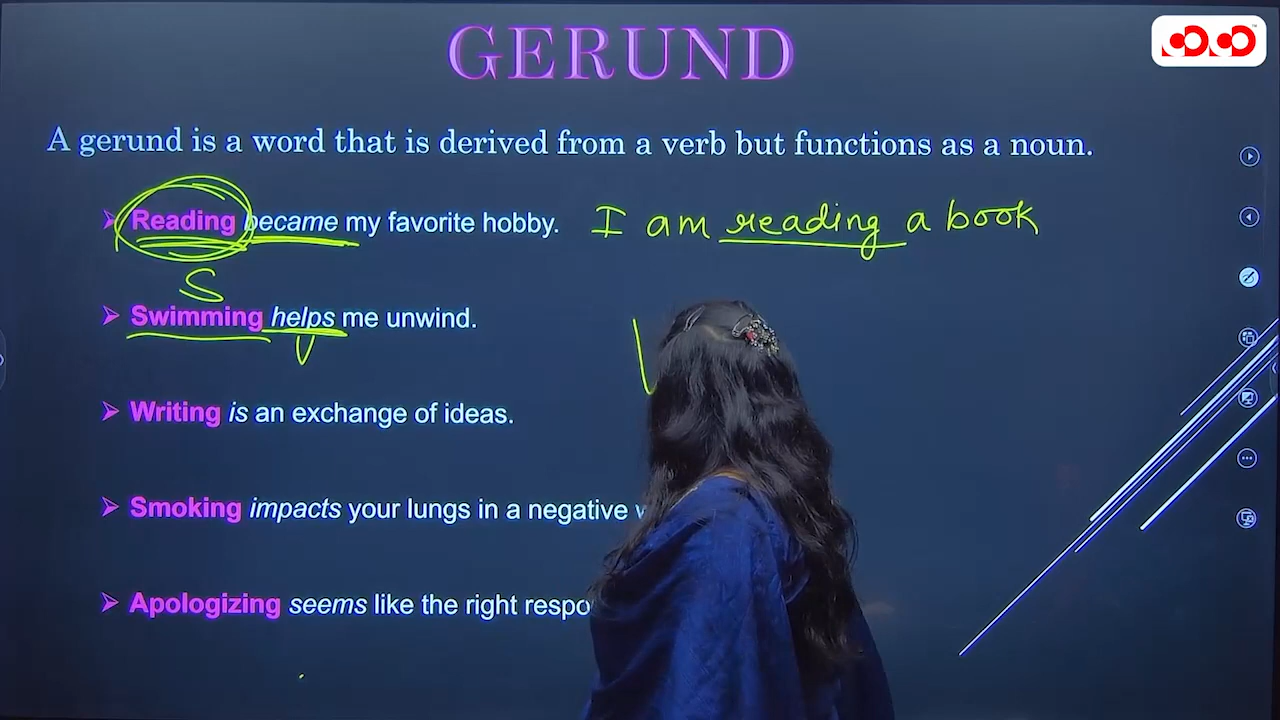 GERUND
A gerund is a word that is derived from a verb but functions as a noun.
➤ Reading became my favorite hobby. I am reading a book
S
➤ Swimming helps me unwind.
V
➤ Writing is an exchange of ideas.
➤ Smoking impacts your lungs in a negative
➤ Apologizing seems like the right